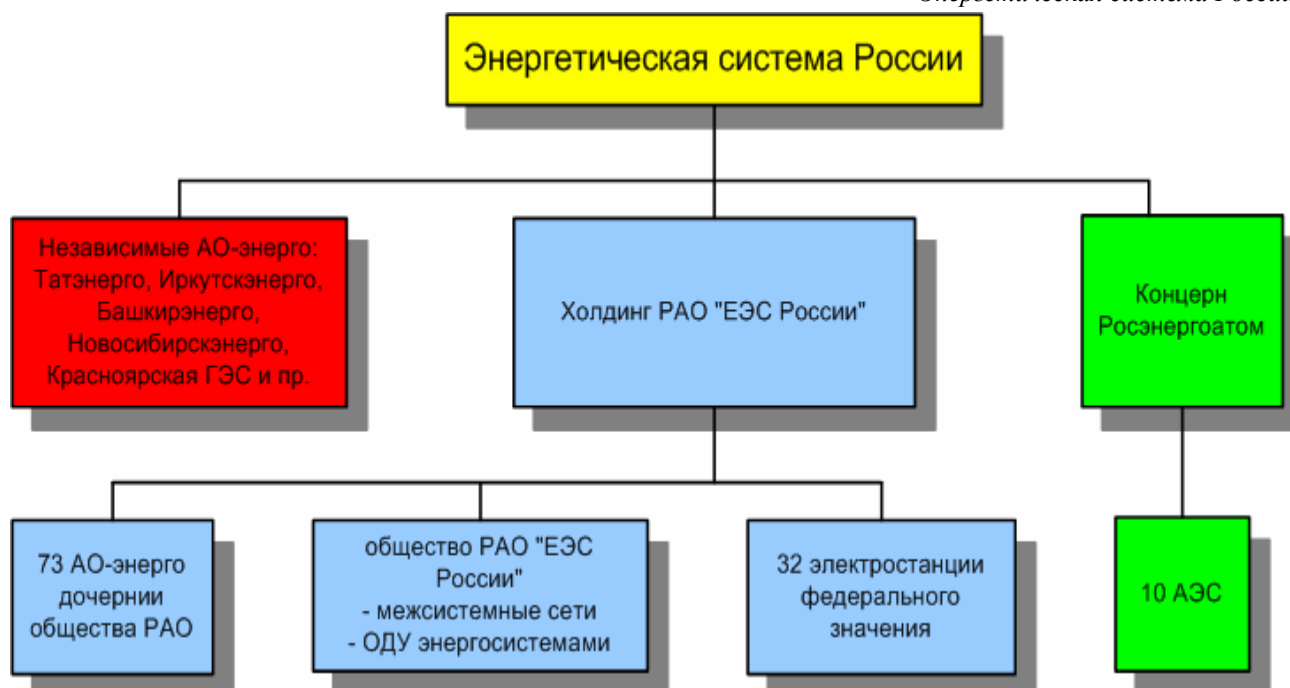 Энергетическая система России
Независимые АО-энерго:
Татэнерго, Иркутскэнерго,
Башкирэнерго,
Новосибирскэнерго,
Красноярская ГЭС и пр.
Холдинг РАО "ЕЭС России"
Концерн
Росэнергоатом
73 АО-энерго
дочернии
общества РАО
общество РАО "ЕЭС
России"
- межсистемные сети
- ОДУ энергосистемами
32 электростанции
федерального
значения
10 АЭС